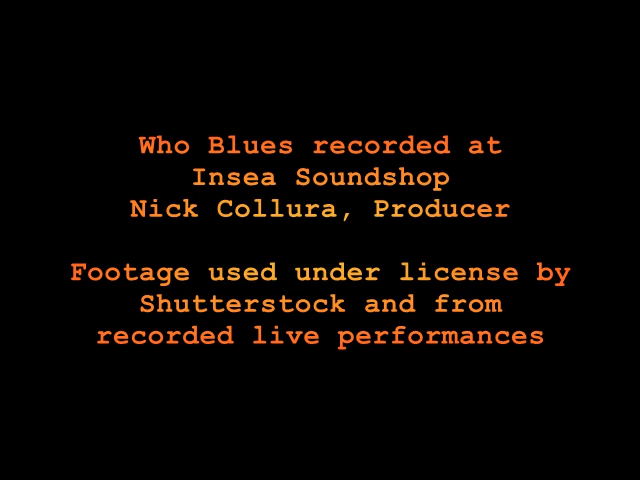 Who Blues recorded at
Insea Soundshop
Nick Collura, Producer
Footage used under license by
Shutterstock and from
recorded live performances